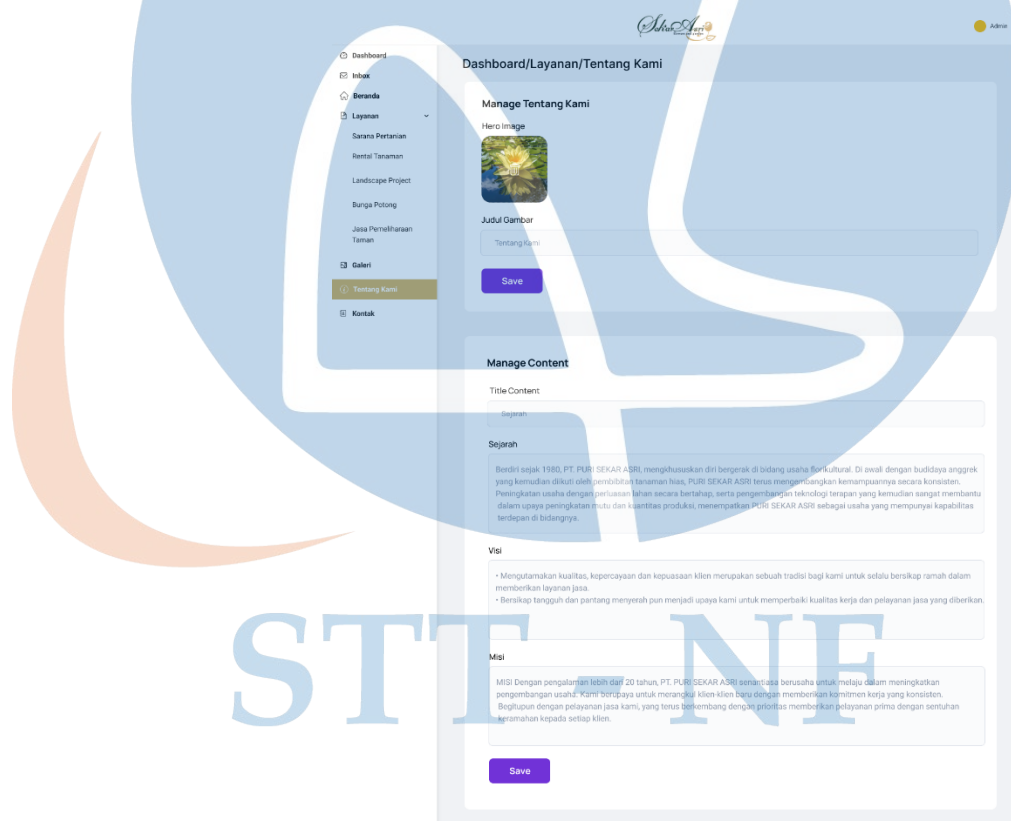 Sekar Asri
Admin
Dashboard
Inbox
Beranda
Layanan
Sarana Pertanian
Rental Tanaman
Landscape Project
Bunga Potong
Jasa Pemeliharaan
Taman
Galeri
Tentang Kami
Kontak
Dashboard/Layanan/Tentang Kami
Manage Tentang Kami
Hero Image
Judul Gambar
Tentang Kami
Save
Manage Content
Title Content
Sejarah
Sejarah
Berdiri sejak 1980, PT. PURI SEKAR ASRI, mengkhususkan diri bergerak di bidang usaha florikultural. Di awali dengan budidaya anggrek
yang kemudian diikuti oleh pembibitan tanaman hias, PURI SEKAR ASRI terus mengembangkan kemampuannya secara konsisten.
Peningkatan usaha dengan perluasan lahan secara bertahap, serta pengembangan teknologi terapan yang kemudian sangat membantu
dalam upaya peningkatan mutu dan kuantitas produksi, menempatkan PURI SEKAR ASRI sebagai usaha yang mempunyai kapabilitas
terdepan di bidangnya.
Visi
• Mengutamakan kualitas, kepercayaan dan kepuasaan klien merupakan sebuah tradisi bagi kami untuk selalu bersikap ramah dalam
memberikan layanan jasa.
• Bersikap tangguh dan pantang menyerah pun menjadi upaya kami untuk memperbaiki kualitas kerja dan pelayanan jasa yang diberikan.
Misi
MISI Dengan pengalaman lebih dari 20 tahun, PT. PURI SEKAR ASRI senantiasa berusaha untuk melaju dalam meningkatkan
pengembangan usaha. Kami berupaya untuk merangkul klien-klien baru dengan memberikan komitmen kerja yang konsisten.
Begitupun dengan pelayanan jasa kami, yang terus berkembang dengan prioritas memberikan pelayanan prima dengan sentuhan
keramahan kepada setiap klien.
Save
STT - NF